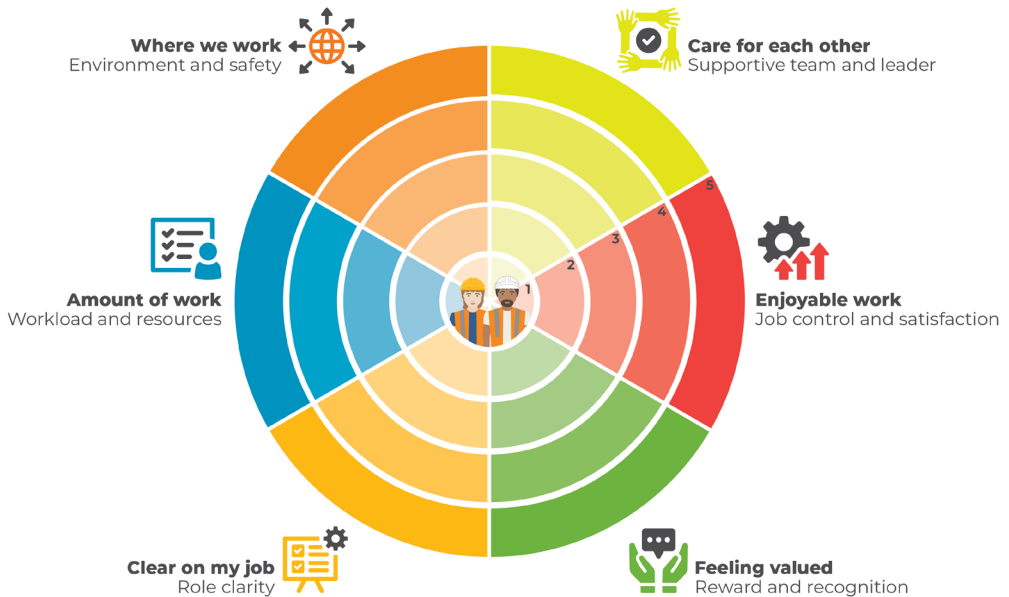 Where we work
Environment and safety
Care for each other
Supportive team and leader
5
4
3
2
1
Amount of work
Workload and resources
Enjoyable work
Job control and satisfaction
Clear on my job
Role clarity
Feeling valued
Reward and recognition